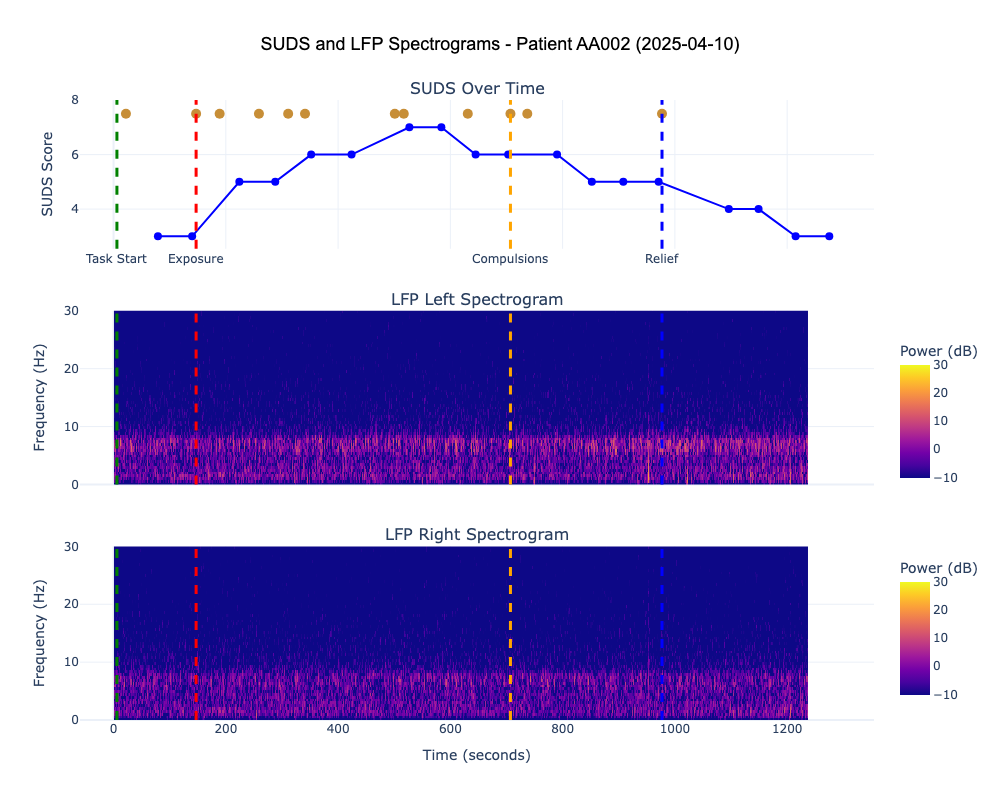 SUDS and LFP Spectrograms - Patient AA002 (2025-04-10)
SUDS Over Time
SUDS Score
8
6
4
Task Start
Exposure
Compulsions
Relief
LFP Left Spectrogram
Frequency (Hz)
30
20
10
0
Power (dB)
30
20
10
0
−10
LFP Right Spectrogram
Frequency (Hz)
30
20
10
0
Power (dB)
30
20
10
0
−10
0 200 400 600 800 1000 1200
Time (seconds)